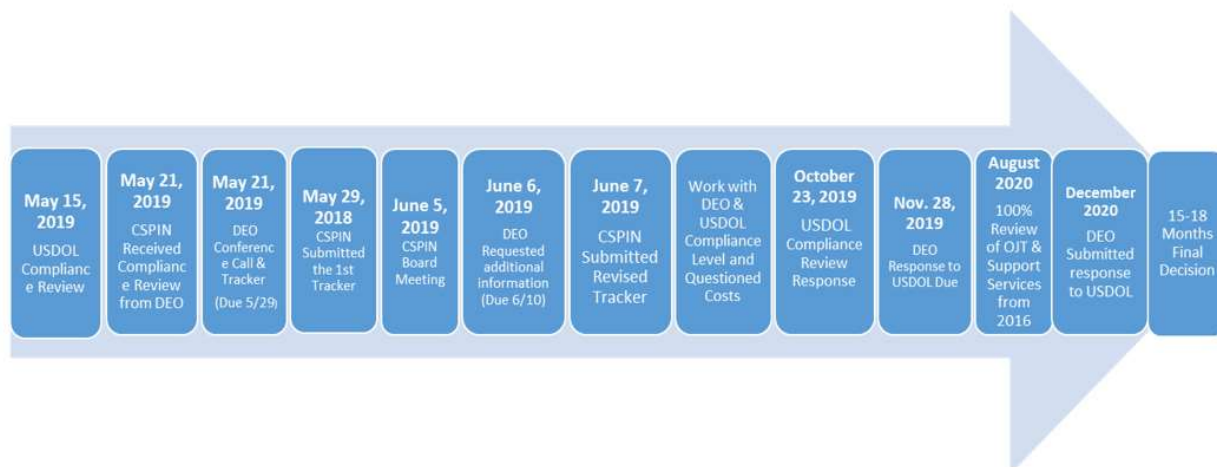 May 15,
2019
USDOL
Complianc
e Review
May 21,
2019
CSPIN
Received
Complianc
e Review
from DEO
May 21,
2019
DEO
Conferenc
e Call &
Tracker
(Due 5/29)
May 29,
2018
CSPIN
Submitted
the 1st
Tracker
June 5,
2019
CSPIN
Board
Meeting
June 6,
2019
DEO
Requested
additional
information
(Due 6/10)
June 7,
2019
CSPIN
Submitted
Revised
Tracker
Work with
DEO &
USDOL
Compliance
Level and
Questioned
Costs
October
23, 2019
USDOL
Compliance
Review
Response
Nov. 28,
2019
DEO
Response to
USDOL Due
August
2020
100%
Review
of OJT &
Support
Services
from
2016
December
2020
DEO
Submitted
response
to USDOL
15-18
Months
Final
Decision